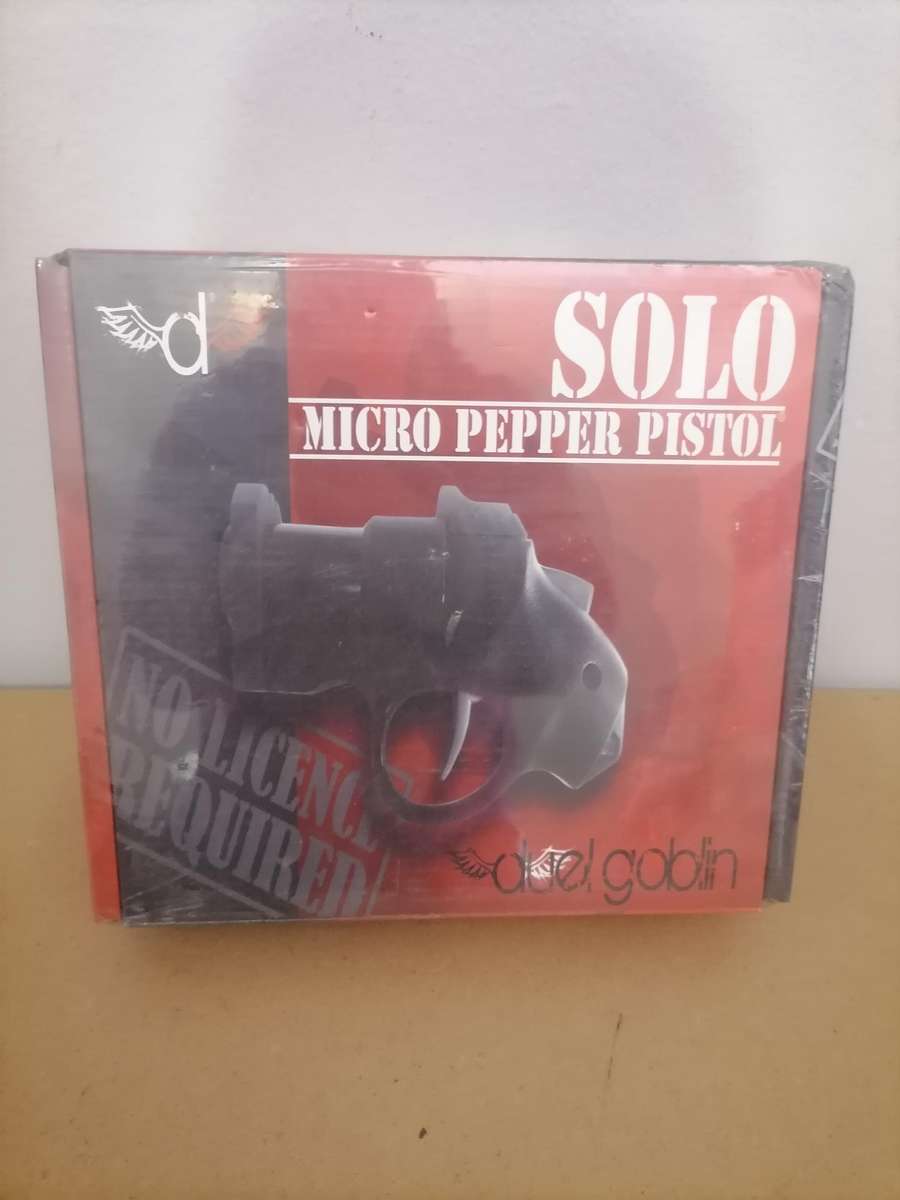 d®
SOLO
MICRO PEPPER PISTOL®
NO LICENCE
REQUIRED
duel goblin